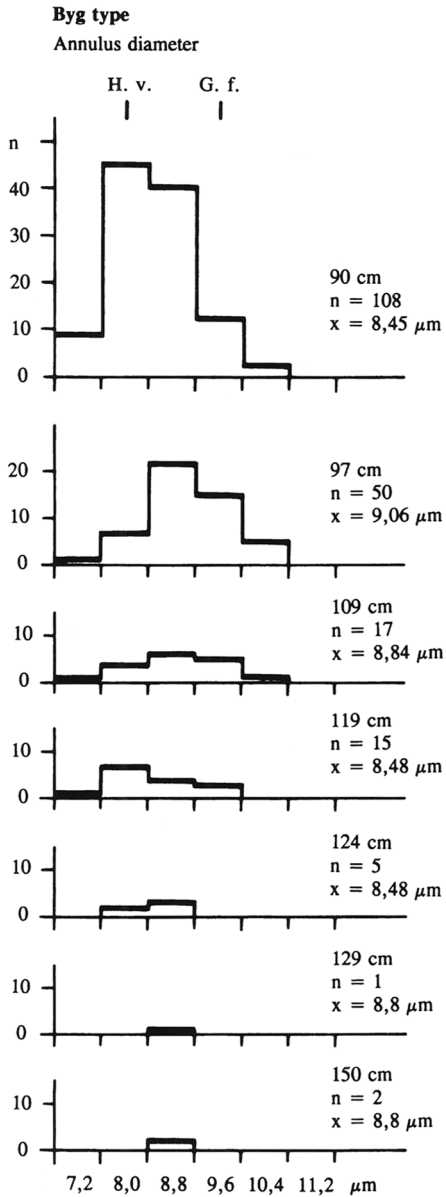 Byg type
Annulus diameter
H. v. G. f.
n
40
30
20
10
0
90 cm
n = 108
x = 8,45 μm
20
10
0
97 cm
n = 50
x = 9,06 μm
10
0
109 cm
n = 17
x = 8,84 μm
10
0
119 cm
n = 15
x = 8,48 μm
10
0
124 cm
n = 5
x = 8,48 μm
10
0
129 cm
n = 1
x = 8,8 μm
10
0
150 cm
n = 2
x = 8,8 μm
7,2 8,0 8,8 9,6 10,4 11,2 μm